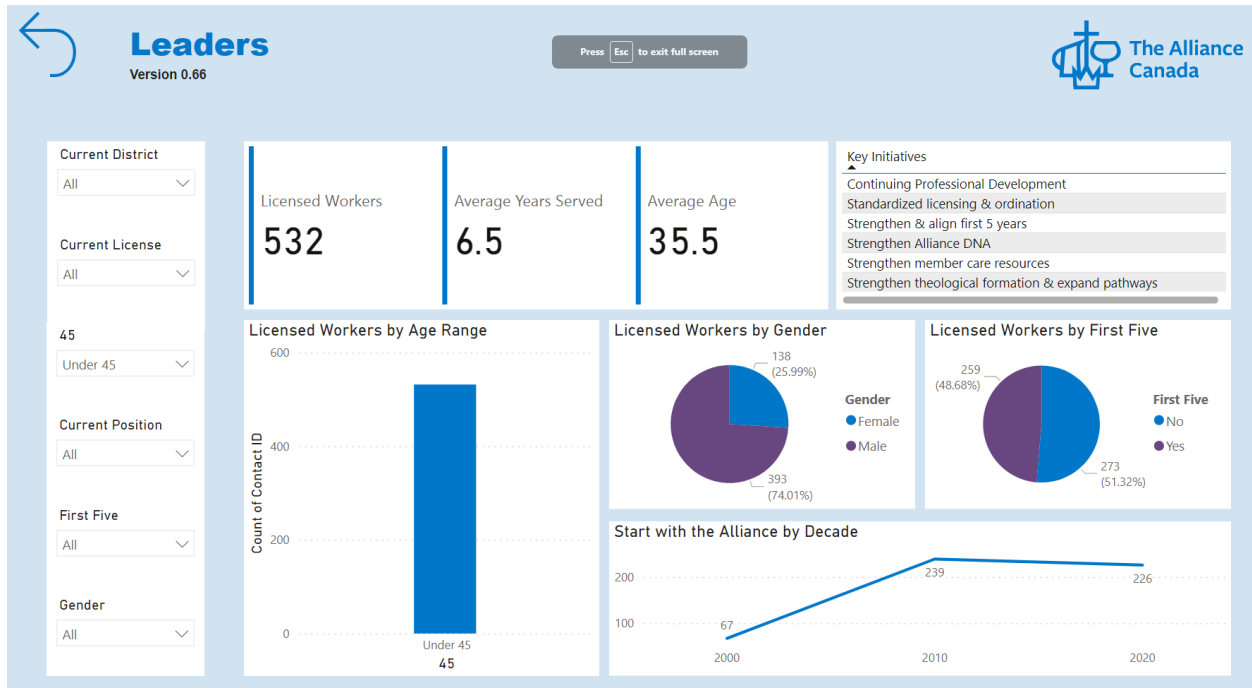 Leaders
Version 0.66
Press Esc to exit full screen
The Alliance
Canada
Current District
All
Current License
All
45
Under 45
Current Position
All
First Five
All
Gender
All
Licensed Workers
532
Average Years Served
6.5
Average Age
35.5
Key Initiatives
Continuing Professional Development
Standardized licensing & ordination
Strengthen & align first 5 years
Strengthen Alliance DNA
Strengthen member care resources
Strengthen theological formation & expand pathways
Licensed Workers by Age Range
Count of Contact ID
600
400
200
0
Under 45
45
Licensed Workers by Gender
138
(25.99%)
393
(74.01%)
Gender
Female
Male
Licensed Workers by First Five
259
(48.68%)
273
(51.32%)
First Five
No
Yes
Start with the Alliance by Decade
200
100
67
239
226
2000
2010
2020